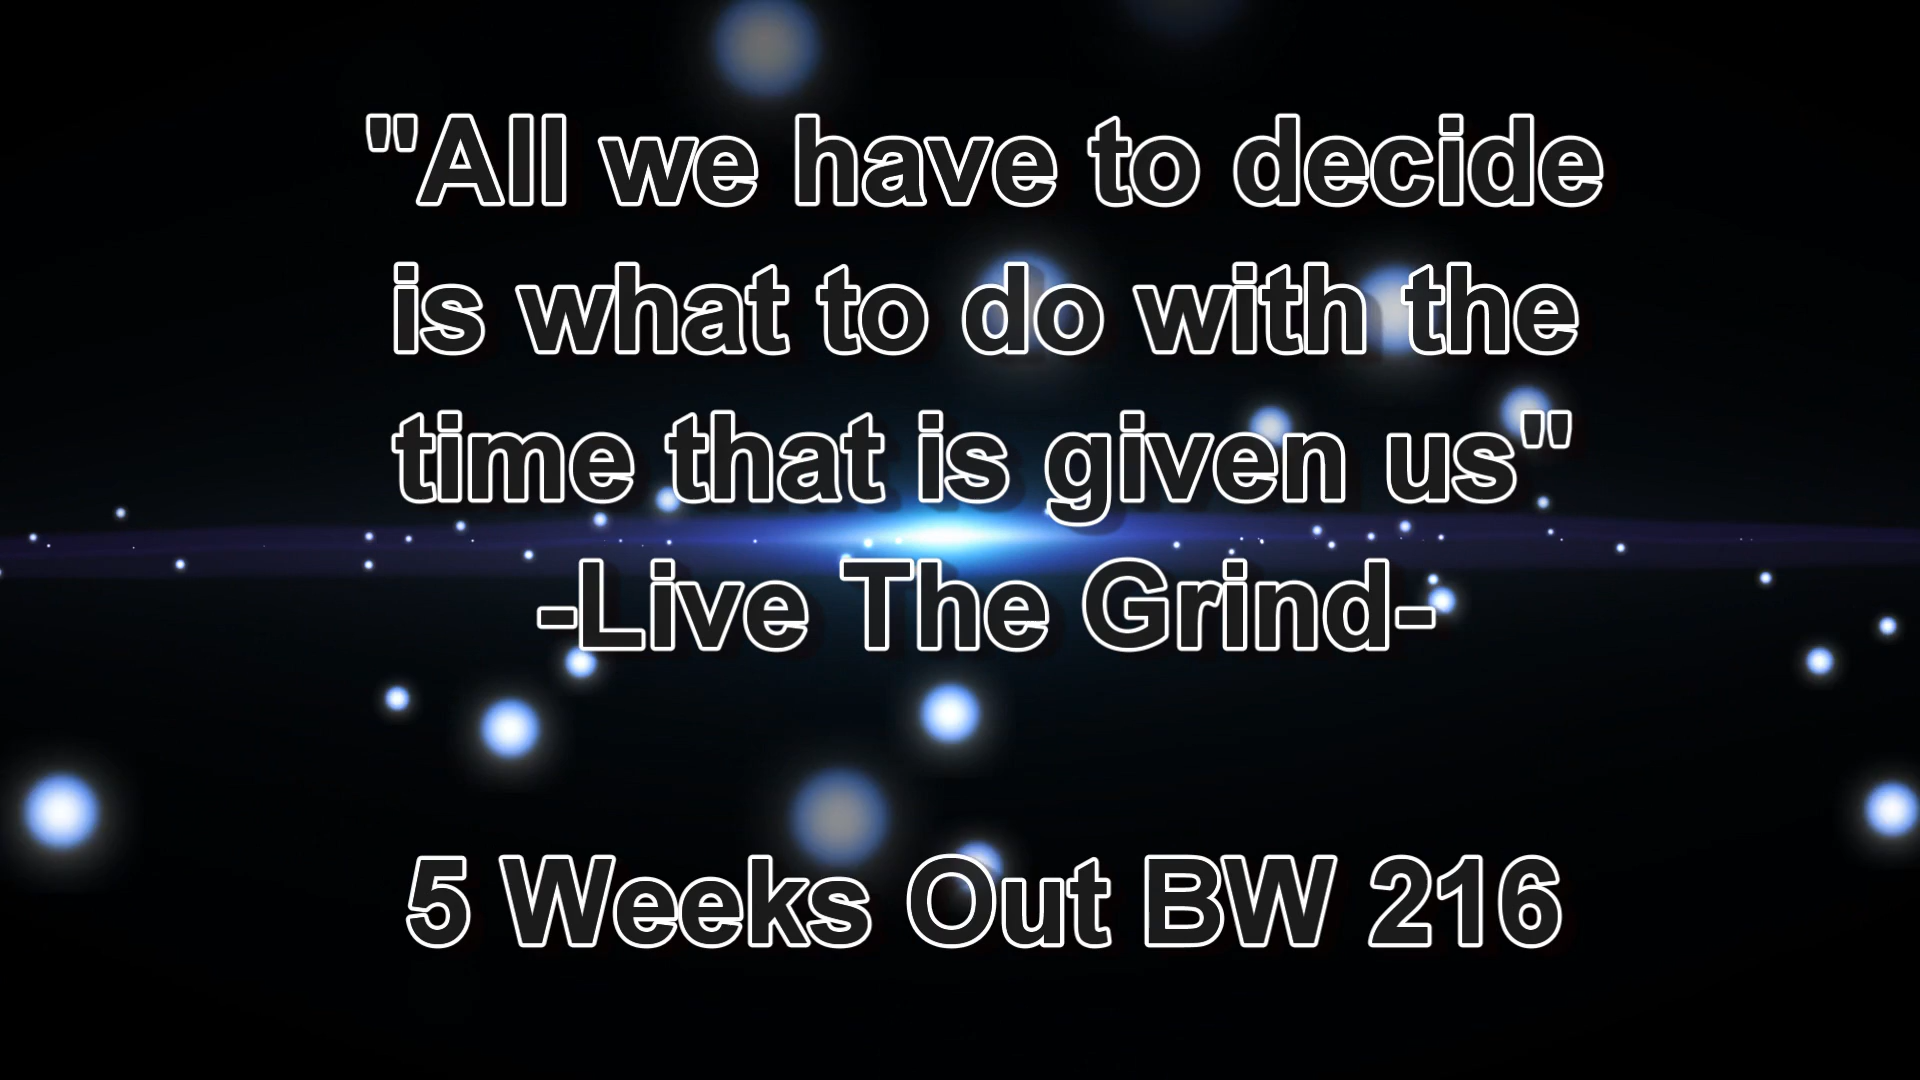 "All we have to decide
is what to do with the
time that is given us"
-Live The Grind-
5 Weeks Out BW 216